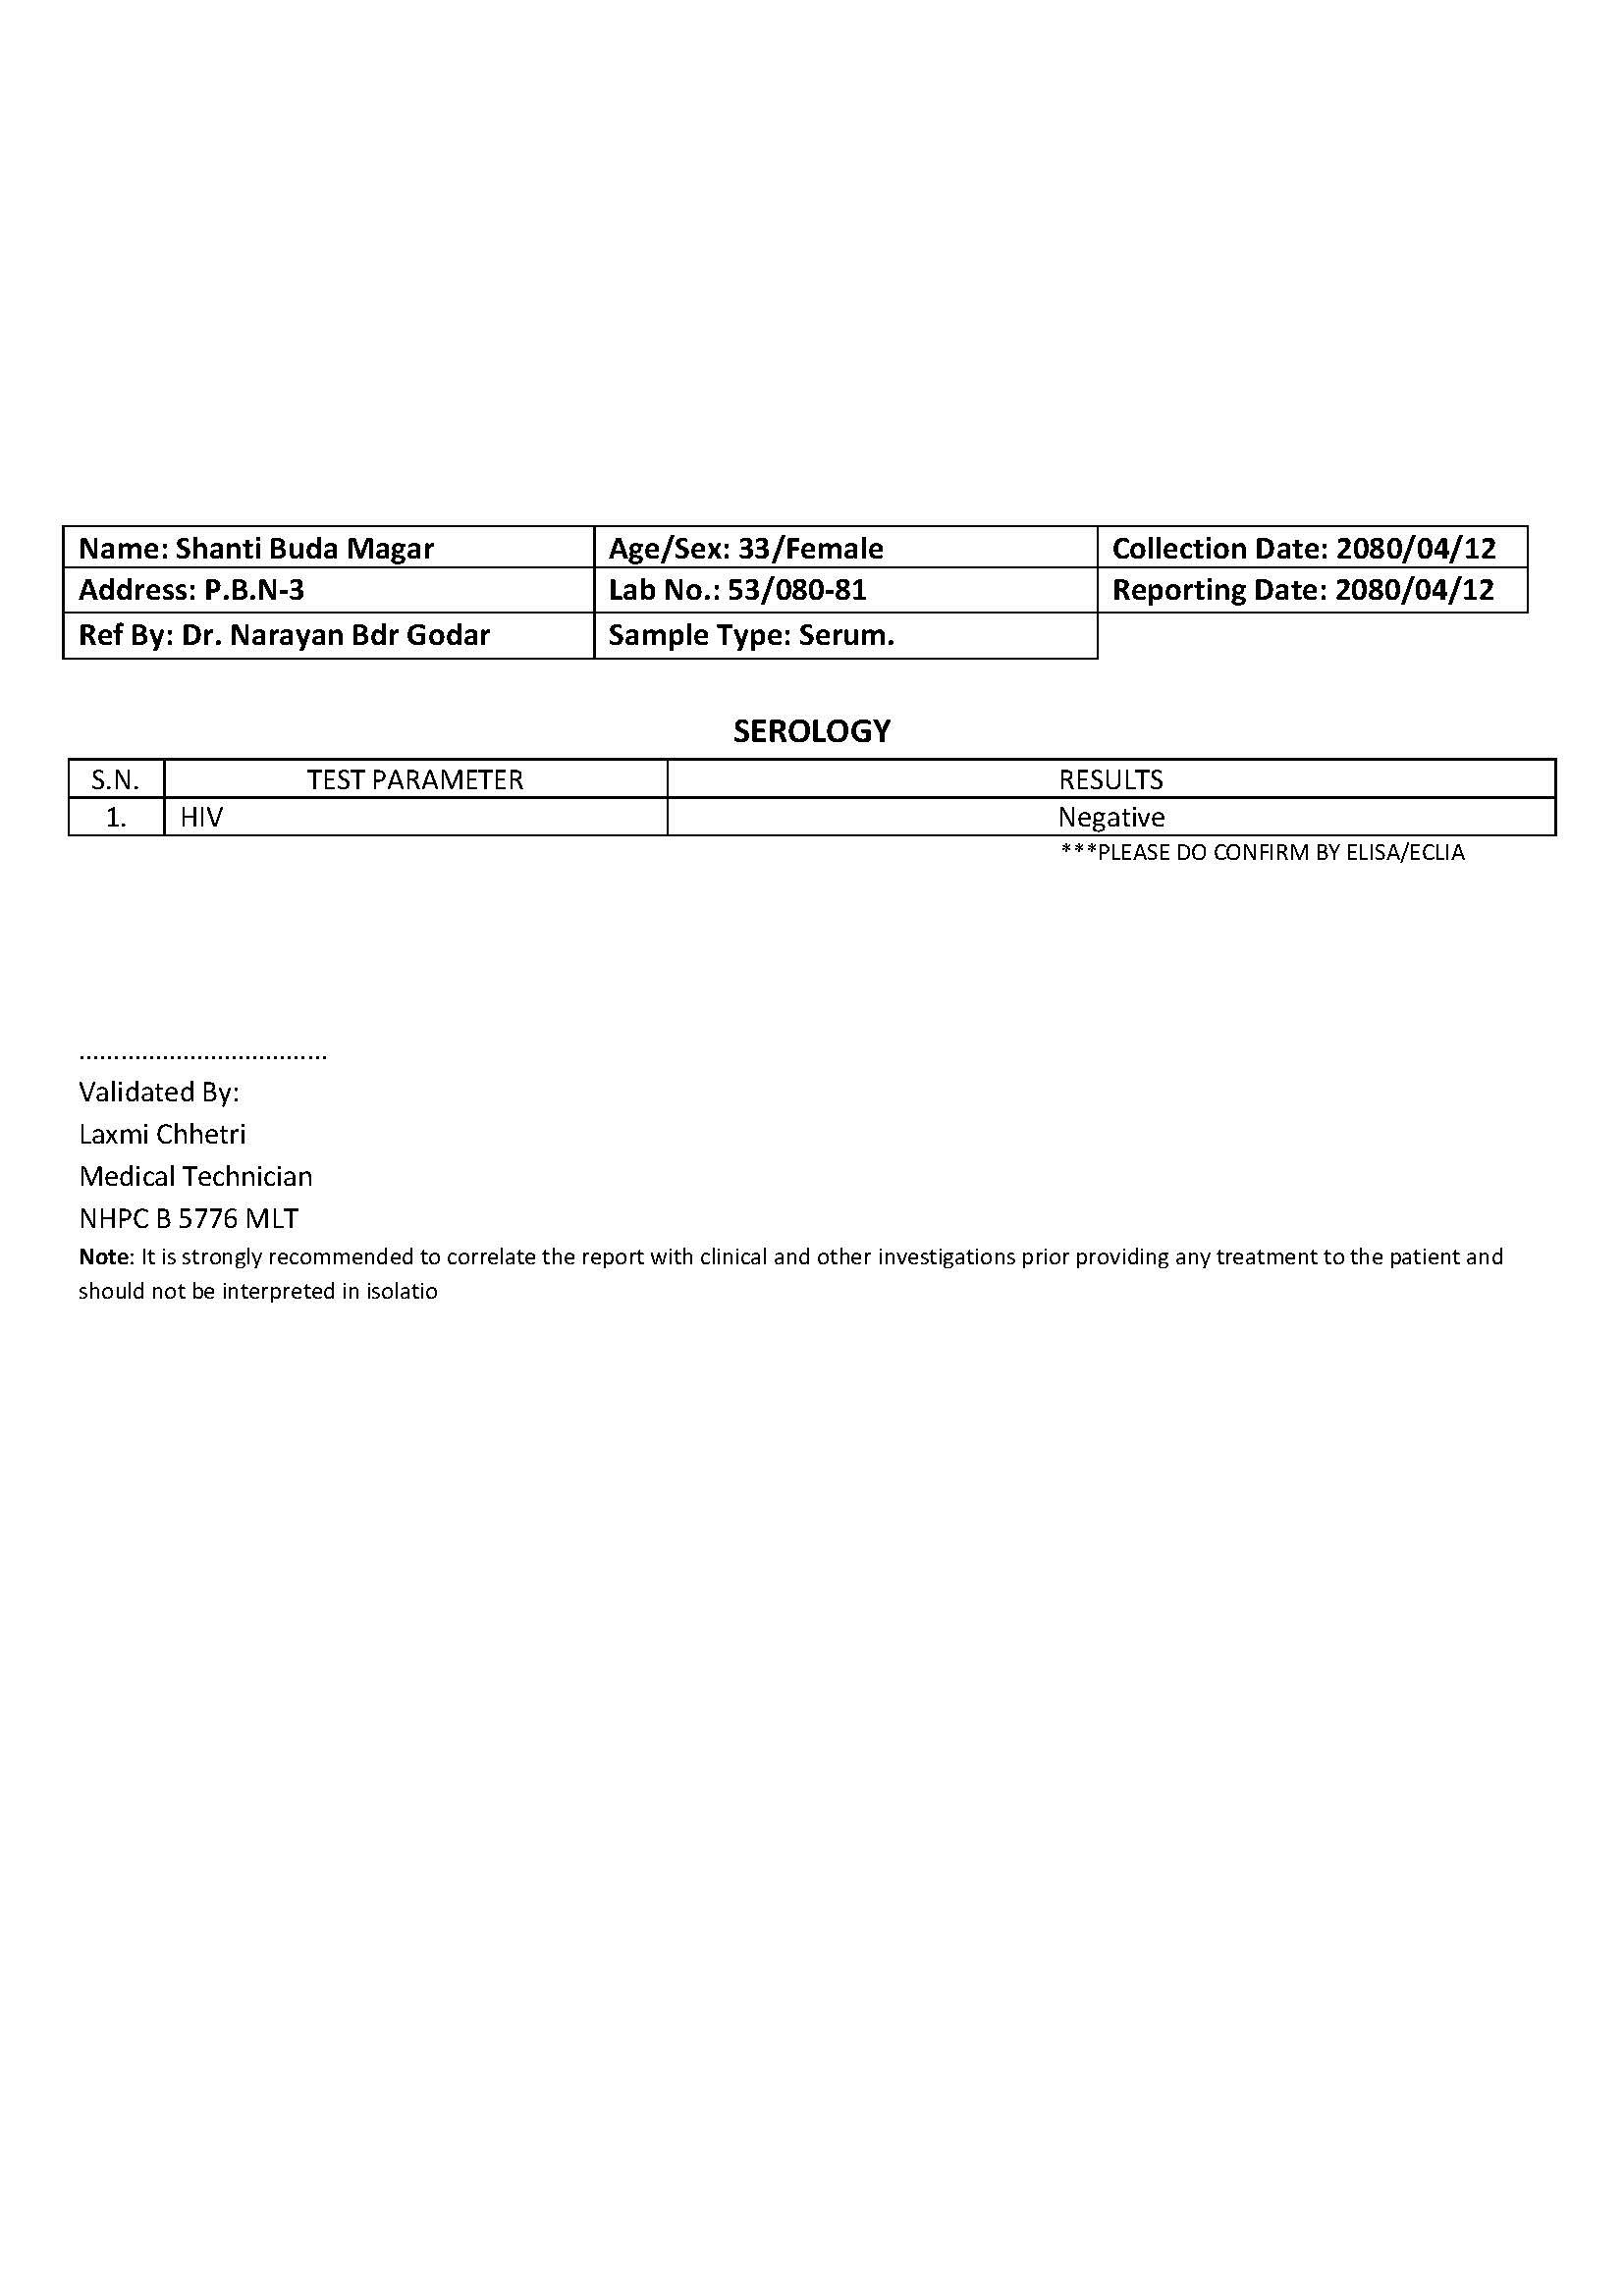 Name: Shanti Buda Magar Age/Sex: 33/Female Collection Date: 2080/04/12
Address: P.B.N-3 Lab No.: 53/080-81 Reporting Date: 2080/04/12
Ref By: Dr. Narayan Bdr Godar Sample Type: Serum.
SEROLOGY
S.N. TEST PARAMETER RESULTS
1. HIV Negative
***PLEASE DO CONFIRM BY ELISA/ECLIA
....................................
Validated By:
Laxmi Chhetri
Medical Technician
NHPC B 5776 MLT
Note: It is strongly recommended to correlate the report with clinical and other investigations prior providing any treatment to the patient and
should not be interpreted in isolatio